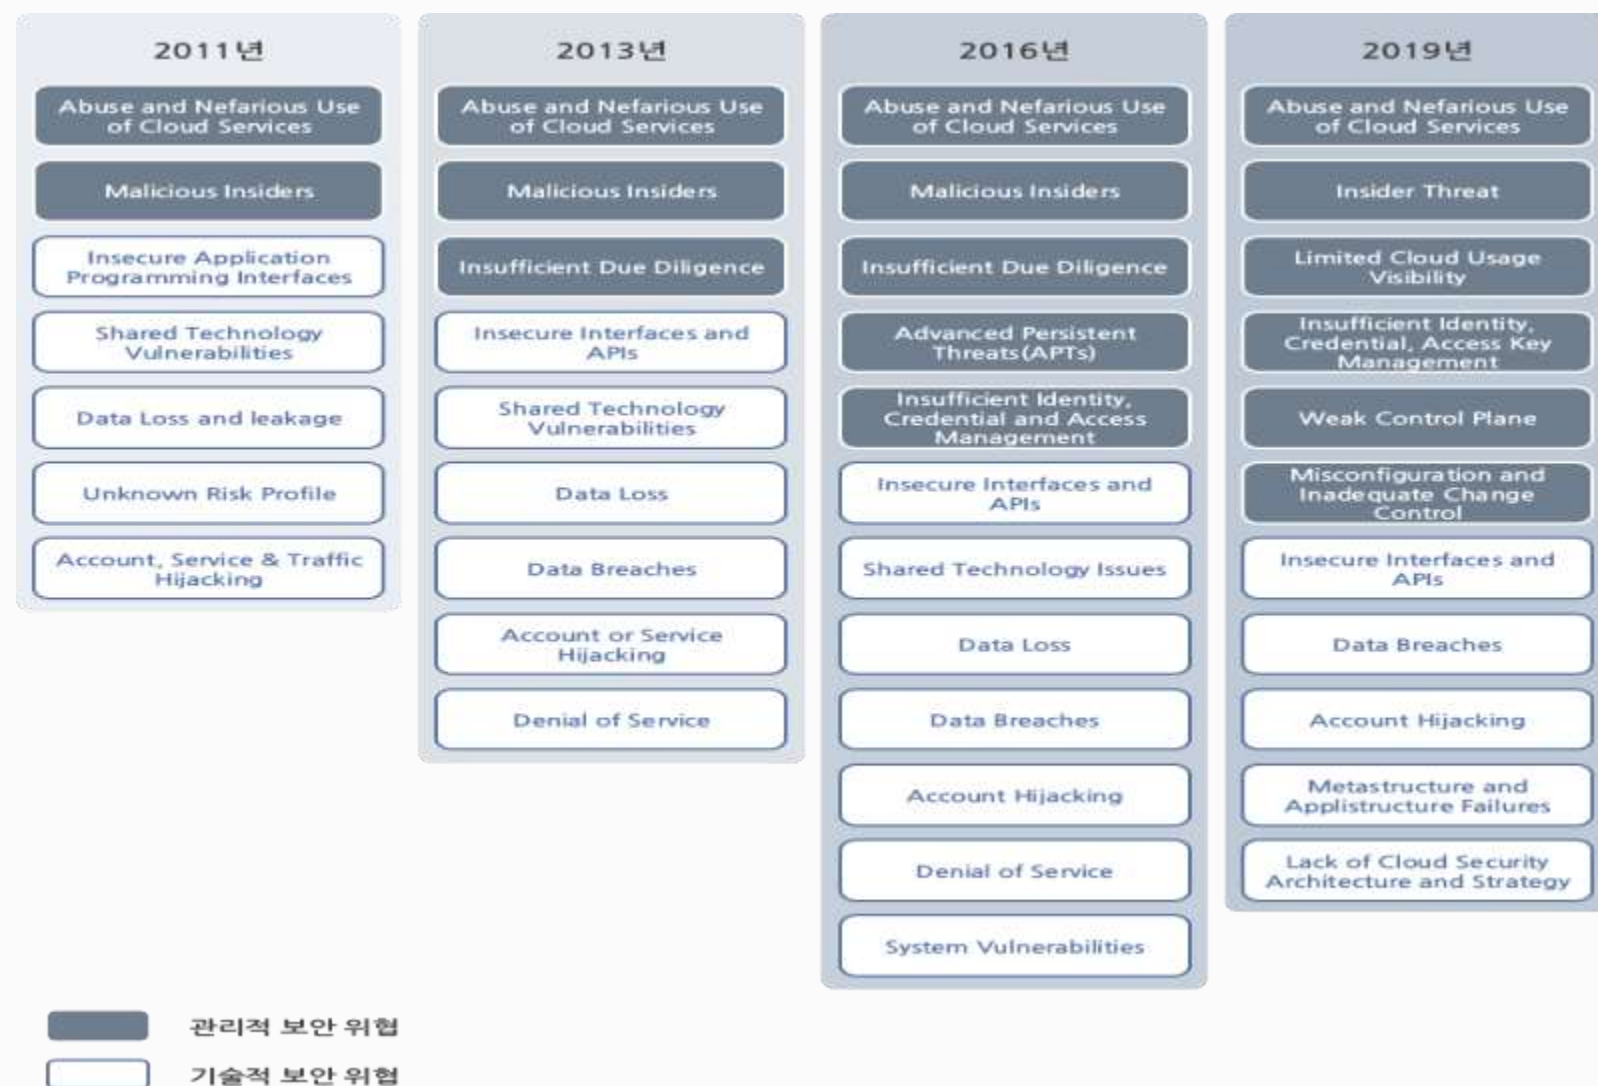 2011년
Abuse and Nefarious Use
of Cloud Services
Malicious Insiders
Insecure Application
Programming Interfaces
Shared Technology
Vulnerabilities
Data Loss and leakage
Unknown Risk Profile
Account, Service & Traffic
Hijacking
2013년
Abuse and Nefarious Use
of Cloud Services
Malicious Insiders
Insufficient Due Diligence
Insecure Interfaces and
APIs
Shared Technology
Vulnerabilities
Data Loss
Data Breaches
Account or Service
Hijacking
Denial of Service
2016년
Abuse and Nefarious Use
of Cloud Services
Malicious Insiders
Insufficient Due Diligence
Advanced Persistent
Threats(APTs)
Insufficient Identity,
Credential and Access
Management
Insecure Interfaces and
APIs
Shared Technology Issues
Data Loss
Data Breaches
Account Hijacking
Denial of Service
System Vulnerabilities
2019년
Abuse and Nefarious Use
of Cloud Services
Insider Threat
Limited Cloud Usage
Visibility
Insufficient Identity,
Credential, Access Key
Management
Weak Control Plane
Misconfiguration and
Inadequate Change
Control
Insecure Interfaces and
APIs
Data Breaches
Account Hijacking
Metastructure and
Applistructure Failures
Lack of Cloud Security
Architecture and Strategy
관리적 보안 위협
기술적 보안 위협